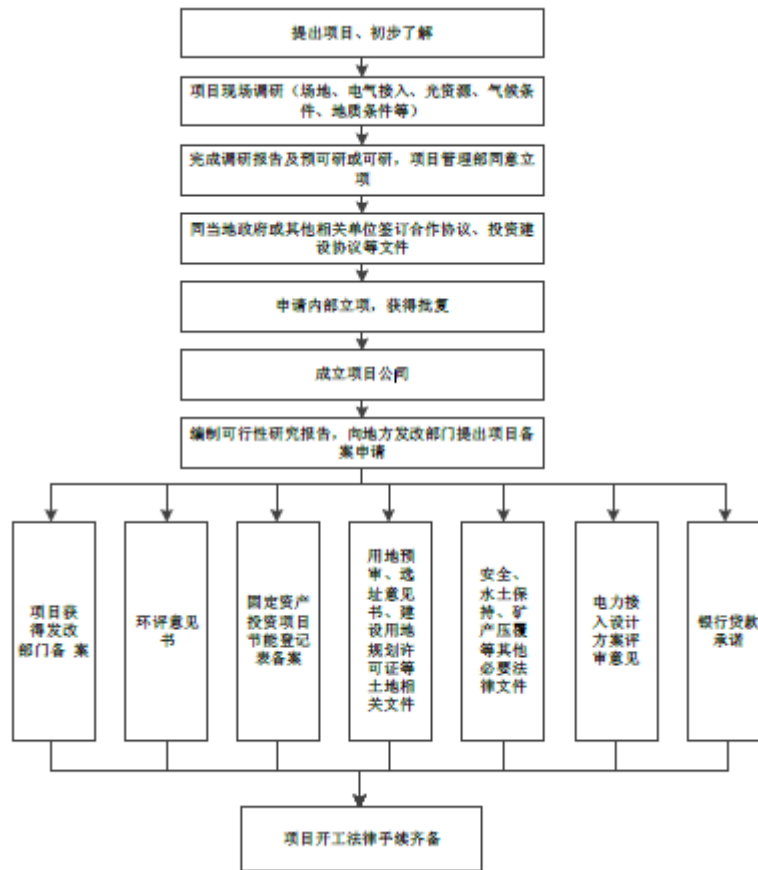 提出项目、初步了解
项目现场调研（场地、电气接入、光资源、气候条
件、地质条件等）
完成调研报告及预可研或可研，项目管理部同意立
项
同当地政府或其他相关单位签订合作协议、投资建
设协议等文件
申请内部立项，获得批复
成立项目公司
编制可行性研究报告，向地方发改部门提出项目备
案申请
项目获
得发改
部门备 案
环评意见
书
固定资产
投资项目
节能登记
表备案
用地预
审、选
址意见
书、建
设用地
规划许
可证等
土地相
关文件
安全、
水土保
持、矿
产压覆
等其他
必要法
律文件
电力接
入设计
方案评
审意见
银行贷款
承诺
项目开工法律手续齐备